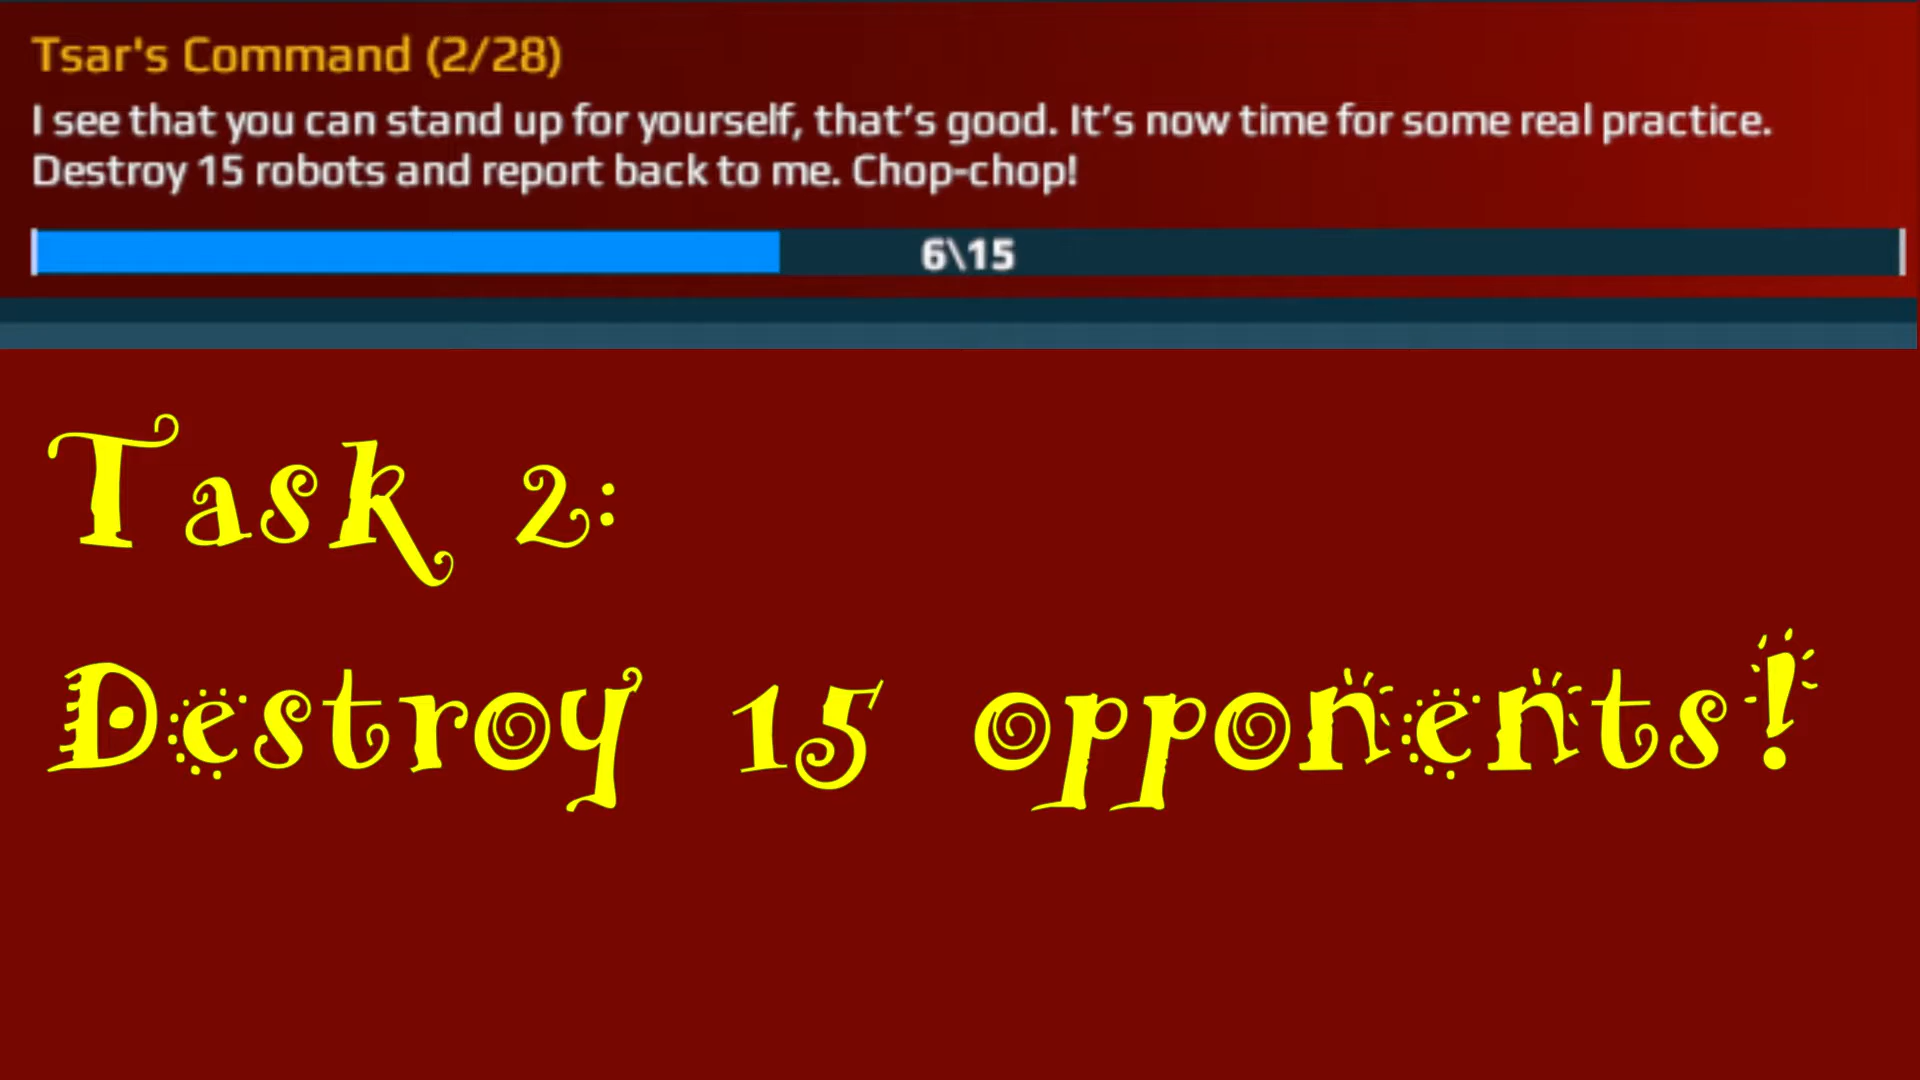 Tsar's Command (2/28)
I see that you can stand up for yourself, that’s good. It’s now time for some real practice.
Destroy 15 robots and report back to me. Chop-chop!
6\15
Task 2:
Destroy 15 opponents!